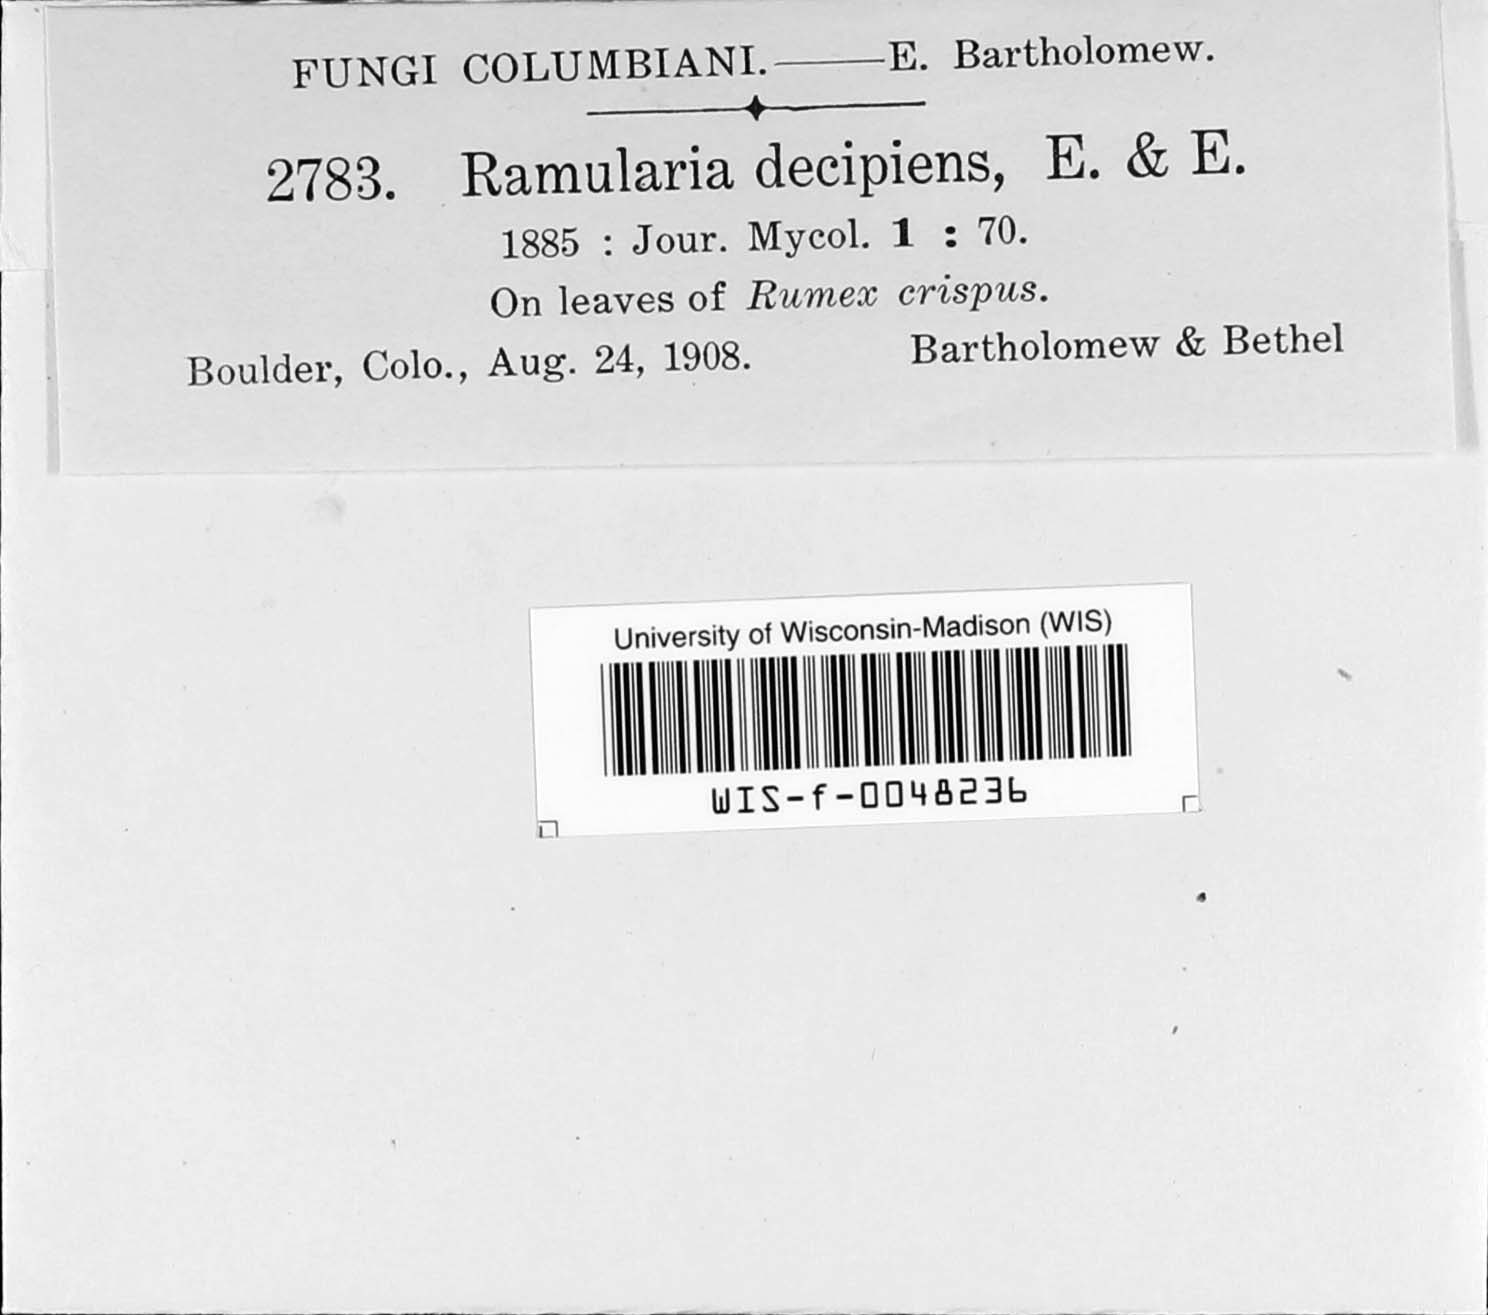 FUNGI COLUMBIANI.——E. Bartholomew.
2783. Ramularia decipiens, E. & E.
1885 : Jour. Mycol. 1 : 70.
On leaves of Rumex crispus.
Boulder, Colo., Aug. 24, 1908. Bartholomew & Bethel
University of Wisconsin-Madison (WIS)
WIS-f-0048236